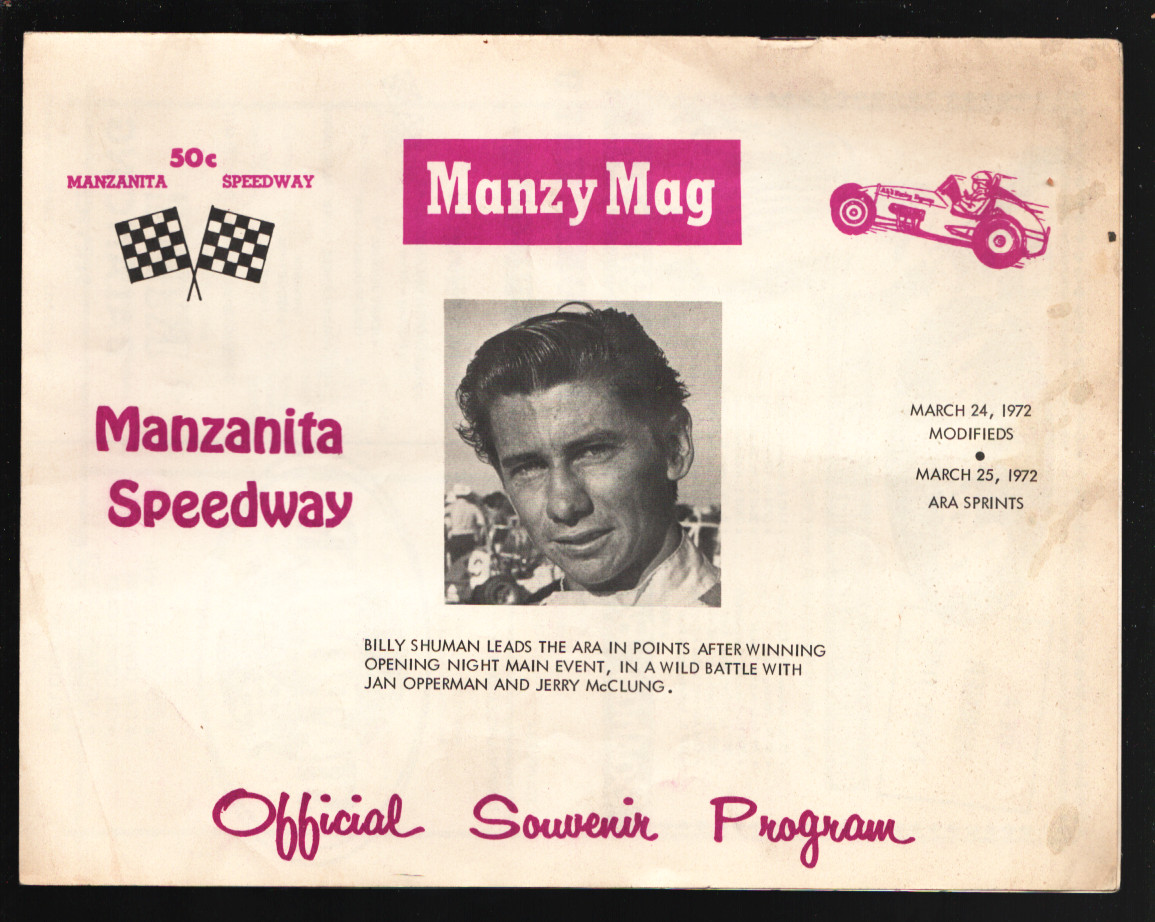 50c
MANZANITA SPEEDWAY
Manzy Mag
Manzanita
Speedway
MARCH 24, 1972
MODIFIEDS
●
MARCH 25, 1972
ARA SPRINTS
9
BILLY SHUMAN LEADS THE ARA IN POINTS AFTER WINNING
OPENING NIGHT MAIN EVENT, IN A WILD BATTLE WITH
JAN OPPERMAN AND JERRY McCLUNG.
Official Souvenir Program